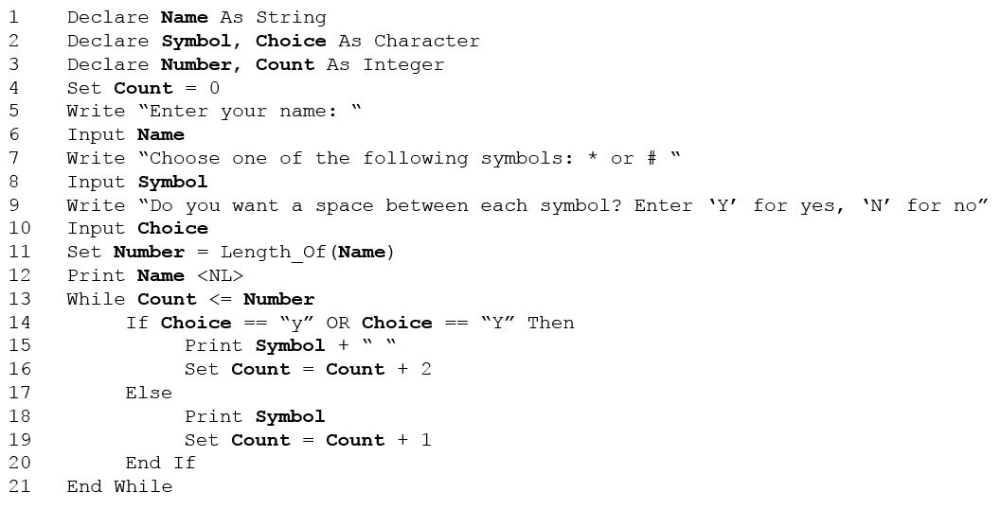 1 Declare Name As String
2 Declare Symbol, Choice As Character
3 Declare Number, Count As Integer
4 Set Count = 0
5 Write “Enter your name: “
6 Input Name
7 Write “Choose one of the following symbols: * or # “
8 Input Symbol
9 Write “Do you want a space between each symbol? Enter ‘Y’ for yes, ‘N’ for no”
10 Input Choice
11 Set Number = Length_Of(Name)
12 Print Name <NL>
13 While Count <= Number
14 If Choice == “y” OR Choice == “Y” Then
15 Print Symbol + “ “
16 Set Count = Count + 2
17 Else
18 Print Symbol
19 Set Count = Count + 1
20 End If
21 End While